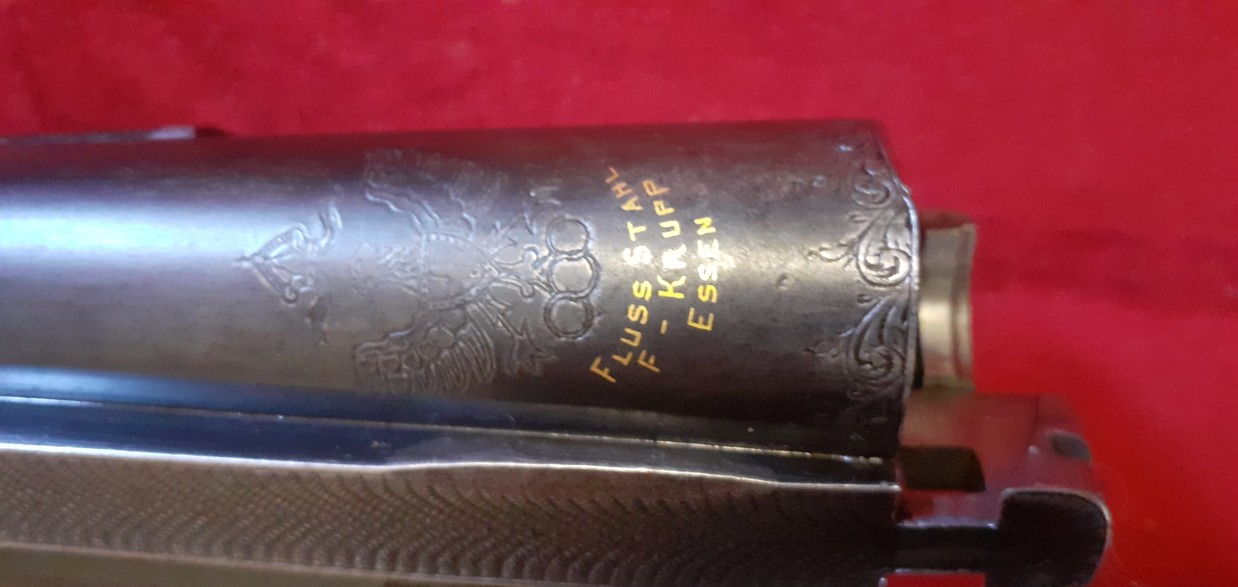 FLUSS STAHL
F - KRUPP
ESSEN